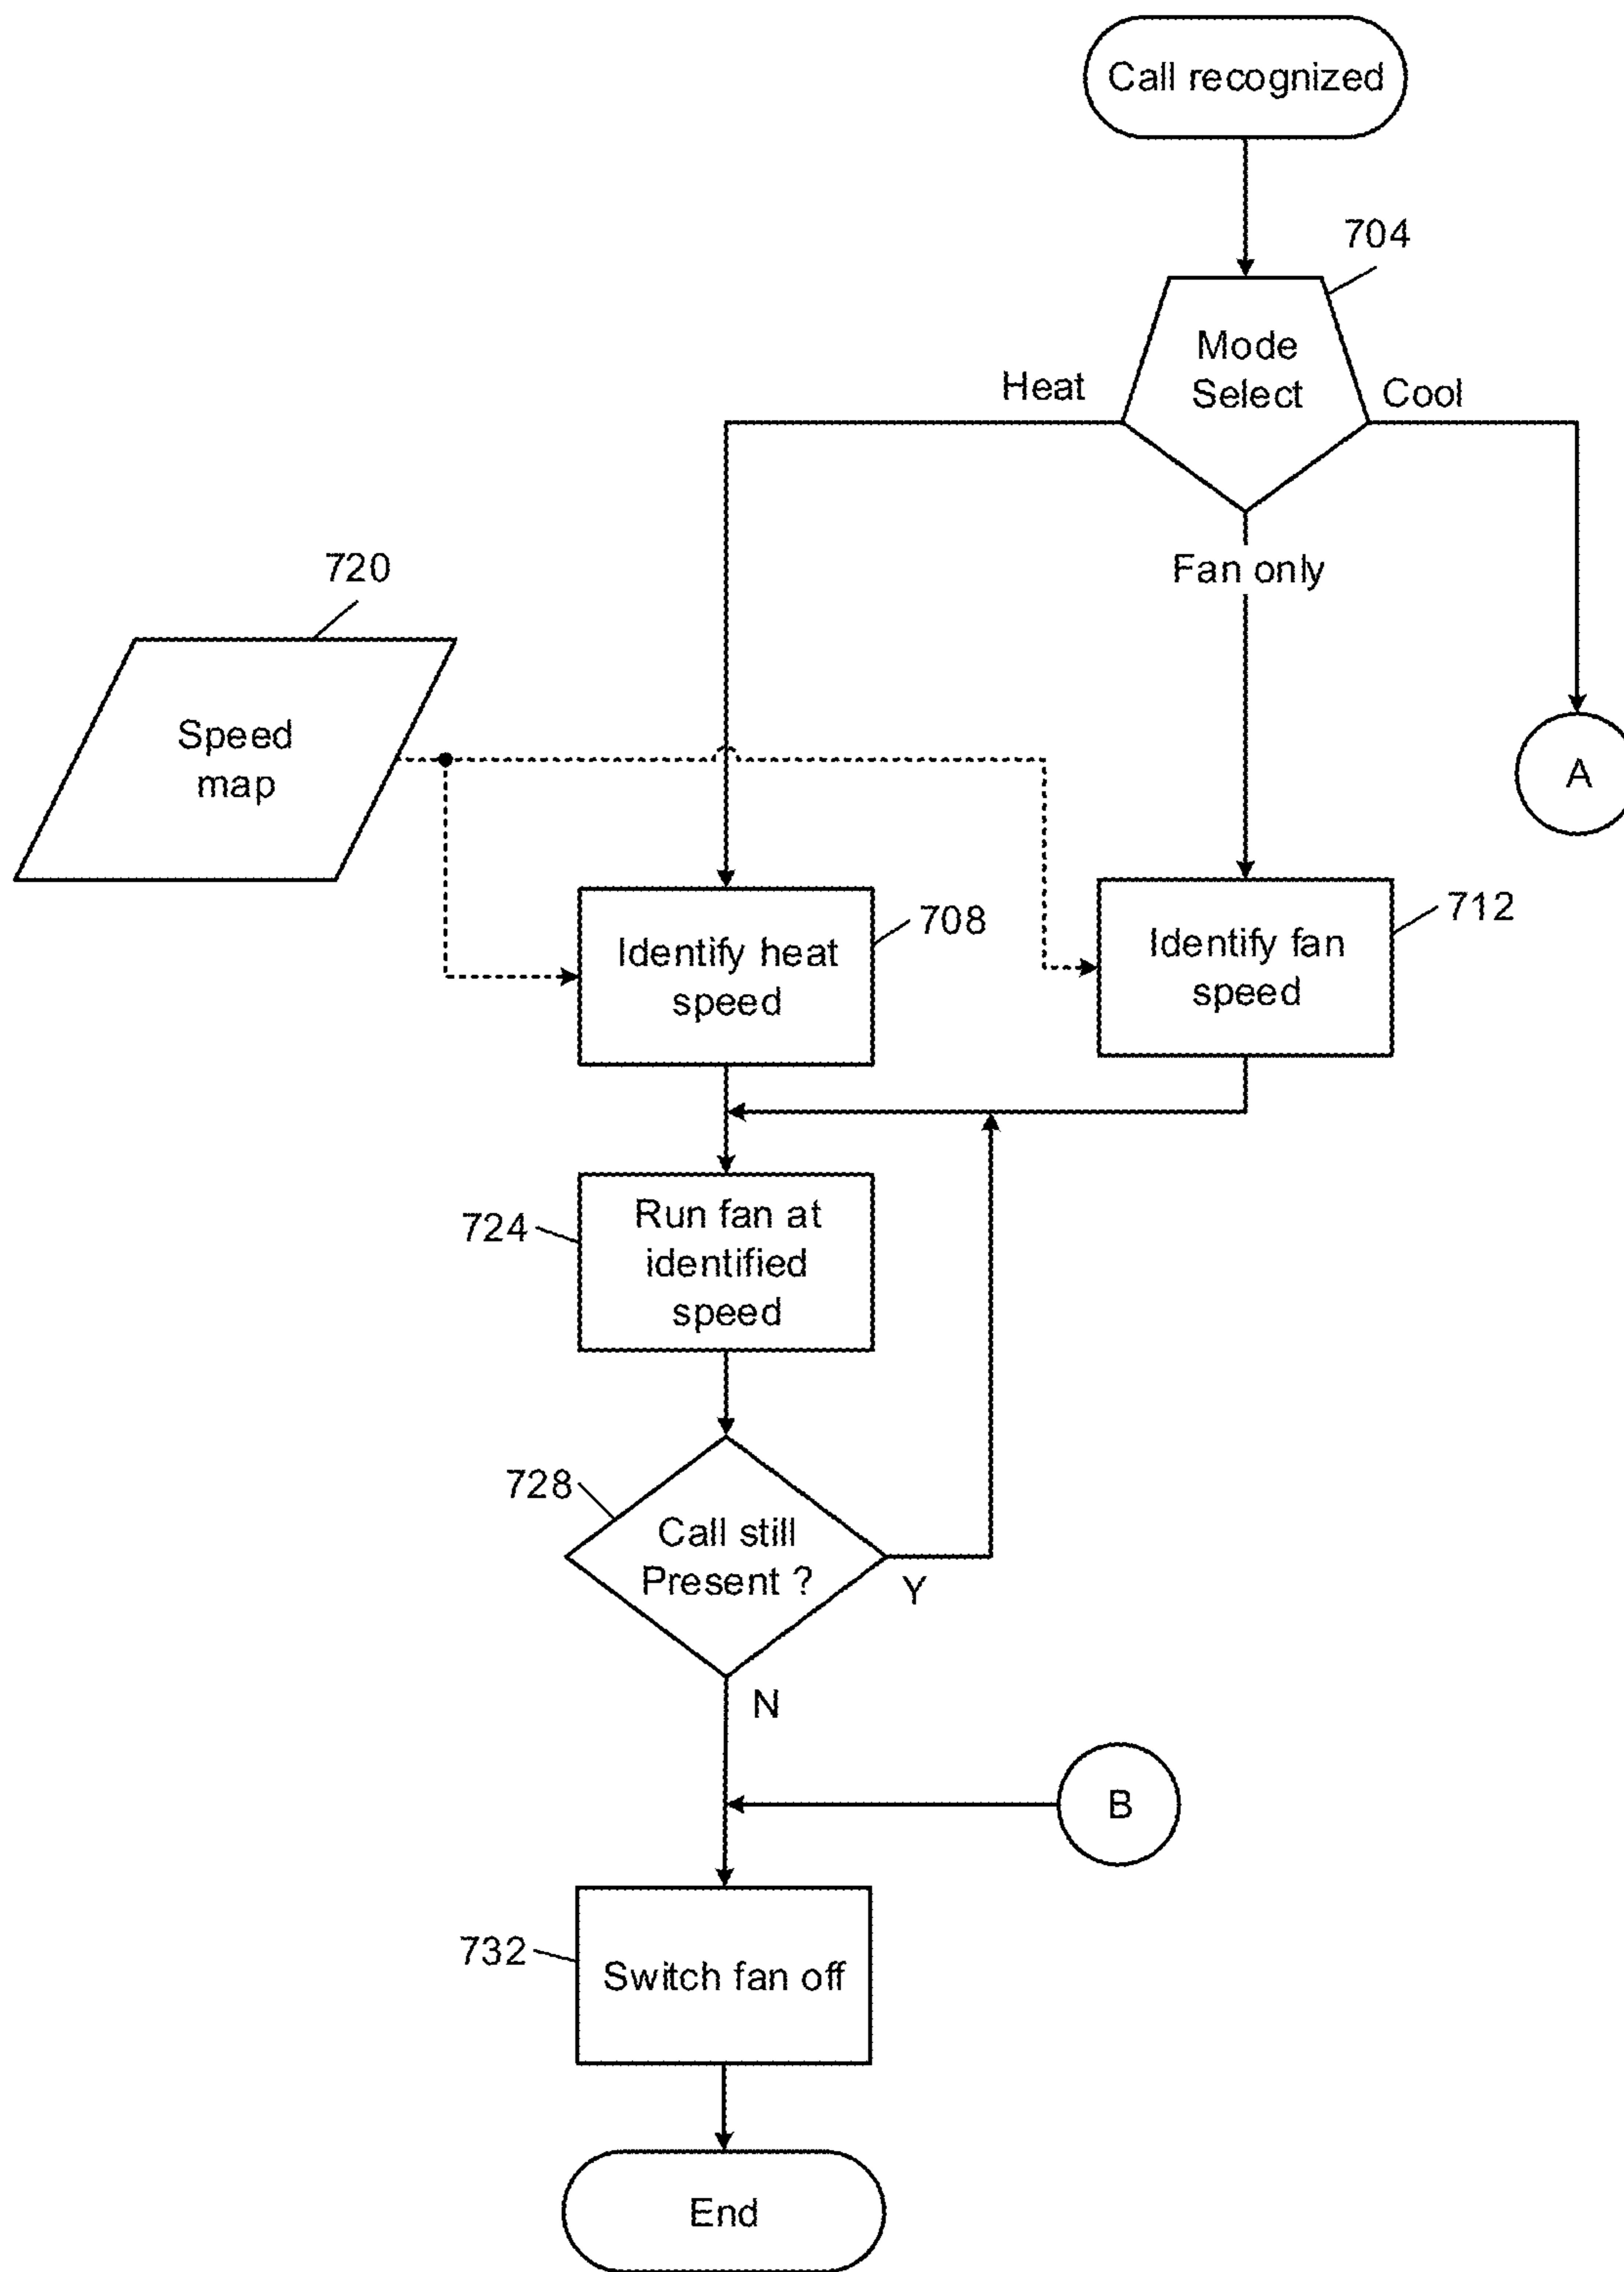 Call recognized
704
Mode
Select
Heat
Cool
Fan only
720
Speed
map
A
708
Identify heat
speed
712
Identify fan
speed
724
Run fan at
identified
speed
728
Call still
Present ?
Y
N
B
732
Switch fan off
End